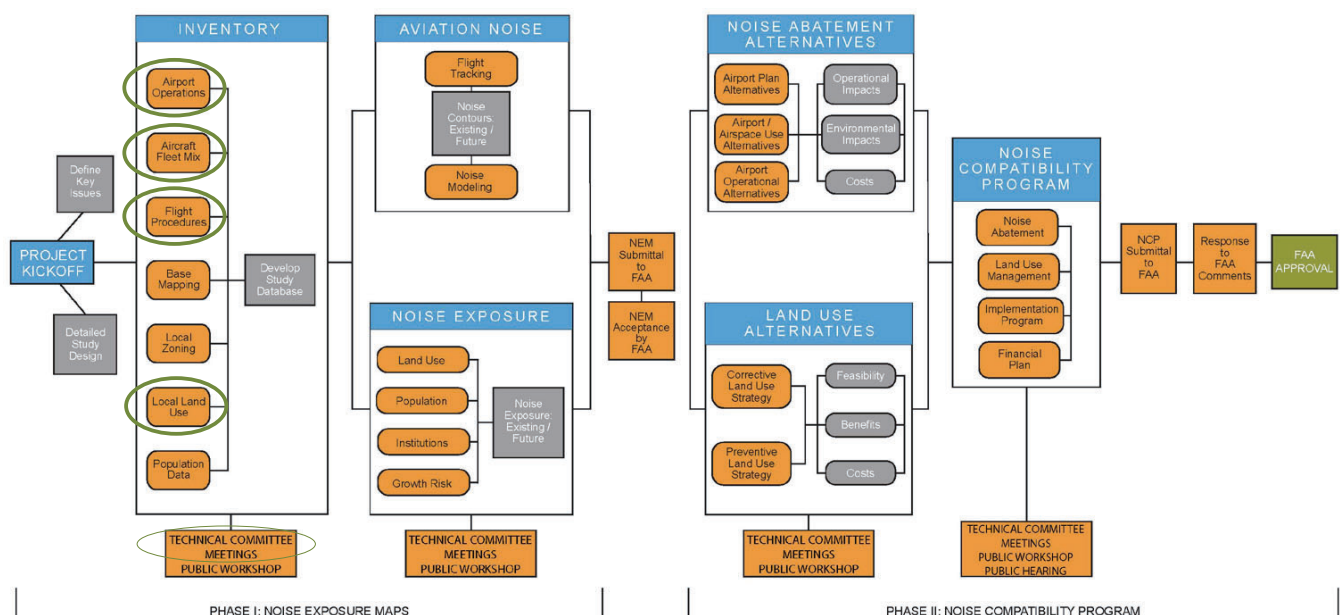 INVENTORY
Airport
Operations
Aircraft
Fleet Mix
Flight
Procedures
Base
Mapping
Local
Zoning
Local Land
Use
Population
Data
Develop
Study
Database
Define
Key
Issues
PROJECT
KICKOFF
Detailed
Study
Design
TECHNICAL COMMITTEE
MEETINGS
PUBLIC WORKSHOP
AVIATION NOISE
Flight
Tracking
Noise
Contours:
Existing /
Future
Noise
Modeling
NOISE EXPOSURE
Land Use
Population
Institutions
Growth Risk
Noise
Exposure:
Existing /
Future
TECHNICAL COMMITTEE
MEETINGS
PUBLIC WORKSHOP
NEM
Submittal
to
FAA
NEM
Acceptance
by
FAA
PHASE I: NOISE EXPOSURE MAPS
NOISE ABATEMENT
ALTERNATIVES
Airport Plan
Alternatives
Airport /
Airspace Use
Alternatives
Airport
Operational
Alternatives
Operational
Impacts
Environmental
Impacts
Costs
LAND USE
ALTERNATIVES
Corrective
Land Use
Strategy
Preventive
Land Use
Strategy
Feasibility
Benefits
Costs
TECHNICAL COMMITTEE
MEETINGS
PUBLIC WORKSHOP
NOISE
COMPATIBILITY
PROGRAM
Noise
Abatement
Land Use
Management
Implementation
Program
Financial
Plan
TECHNICAL COMMITTEE
MEETINGS
PUBLIC WORKSHOP
PUBLIC HEARING
NCP
Submittal
to
FAA
Response
to
FAA
Comments
FAA
APPROVAL
PHASE II: NOISE COMPATIBILITY PROGRAM